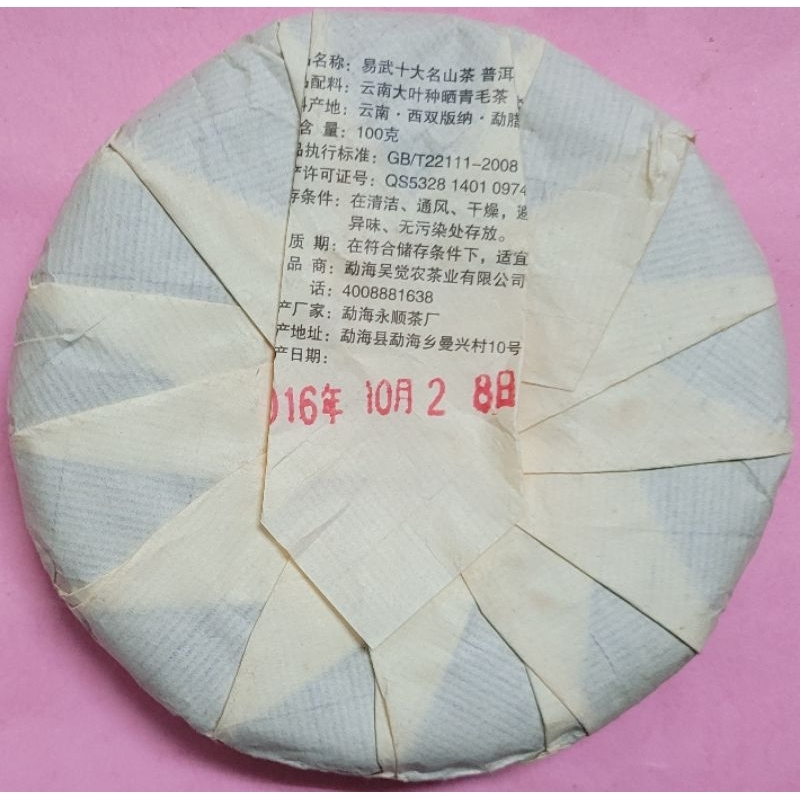 名称：易武十大名山茶 普洱
配料：云南大叶种晒青毛茶
产地：云南·西双版纳·勐腊
含 量：100克
品执行标准：GB/T22111-2008
许可证号：QS5328 1401 0974
存条件：在清洁、通风、干燥，避
异味、无污染处存放。
质 期：在符合储存条件下，适宜
品 商：勐海吴觉农茶业有限公司
话：4008881638
产厂家：勐海永顺茶厂
产地址：勐海县勐海乡曼兴村10号
产日期：
016年 10月2 8日